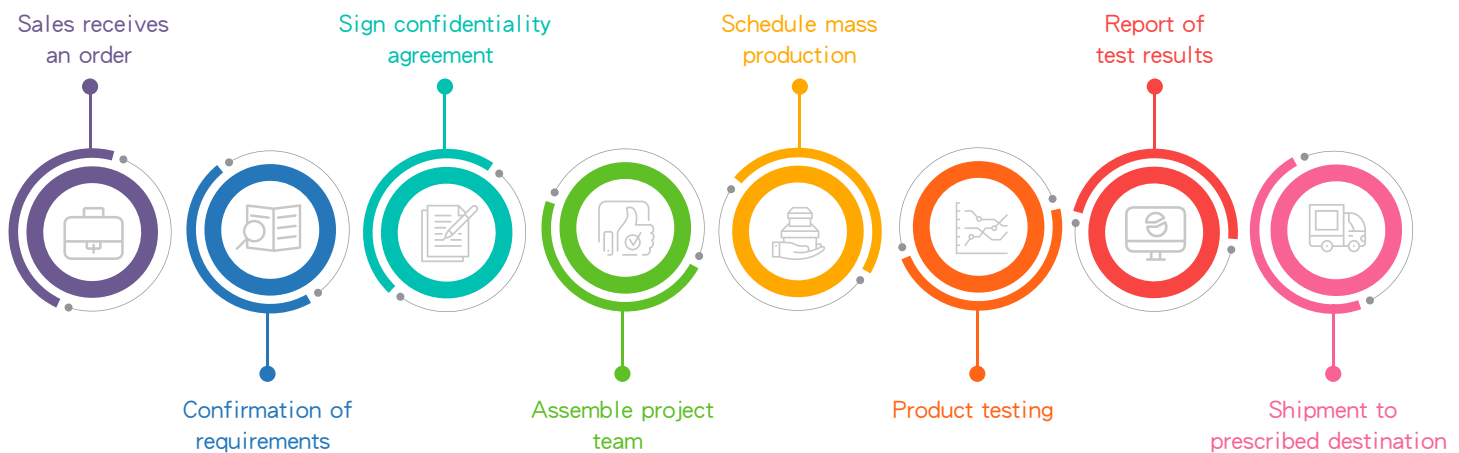 Sales receives
an order
Confirmation of
requirements
Sign confidentiality
agreement
Assemble project
team
Schedule mass
production
Product testing
Report of
test results
Shipment to
prescribed destination